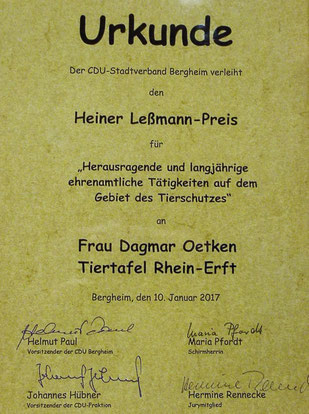 Urkunde
Der CDU-Stadtverband Bergheim verleiht
den
Heiner Leßmann-Preis
für
„Herausragende und langjährige
ehrenamtliche Tätigkeiten auf dem
Gebiet des Tierschutzes“
an
Frau Dagmar Oetken
Tiertafel Rhein-Erft
Bergheim, den 10. Januar 2017
Helmut Paul
Vorsitzender der CDU Bergheim
Maria Pfordt
Maria Pfordt
Schirmherrin
Johannes Hübner
Vorsitzender der CDU-Fraktion
Hermine Rennecke
Jurymitglied